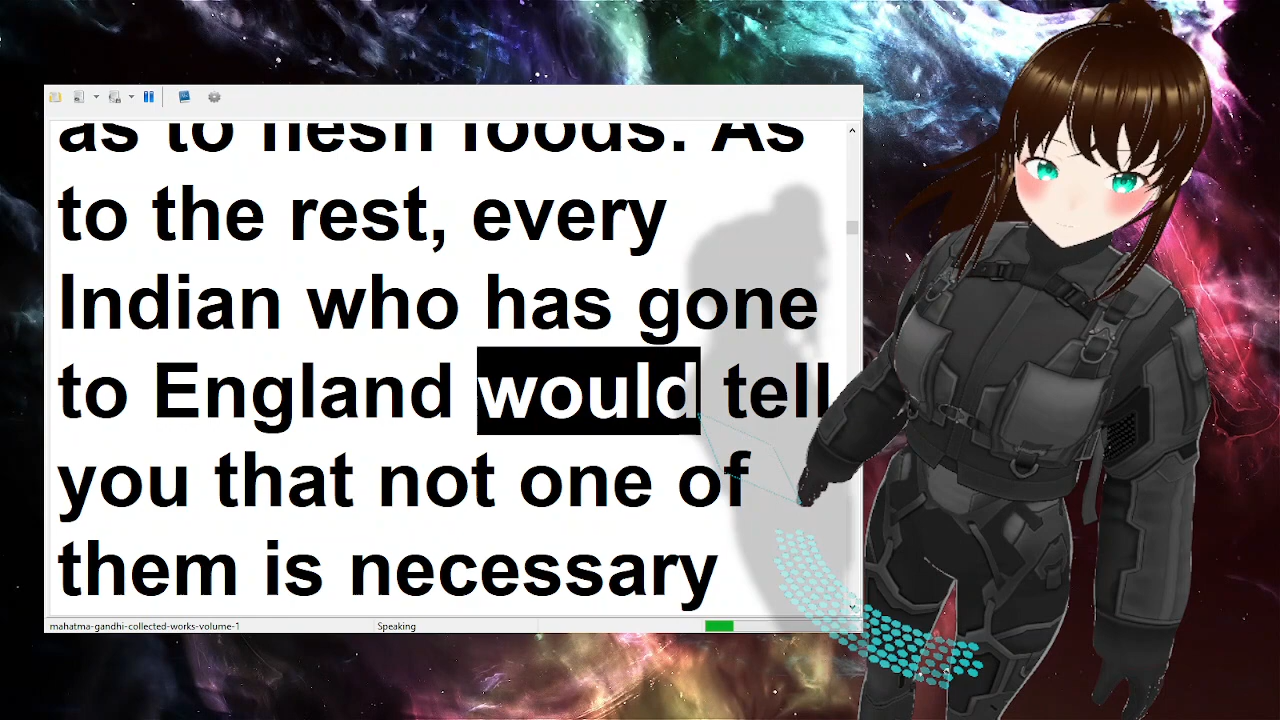 as to flesh foods. As
to the rest, every
Indian who has gone
to England would tell
you that not one of
them is necessary
mahatma-gandhi-collected-works-volume-1
Speaking